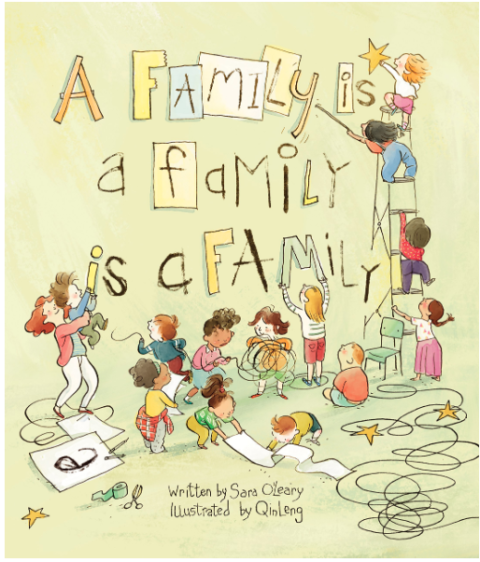 A FAMILY is
a family
is a FAMILY
a
Written by Sara O'Leary
Illustrated by Qin Leng